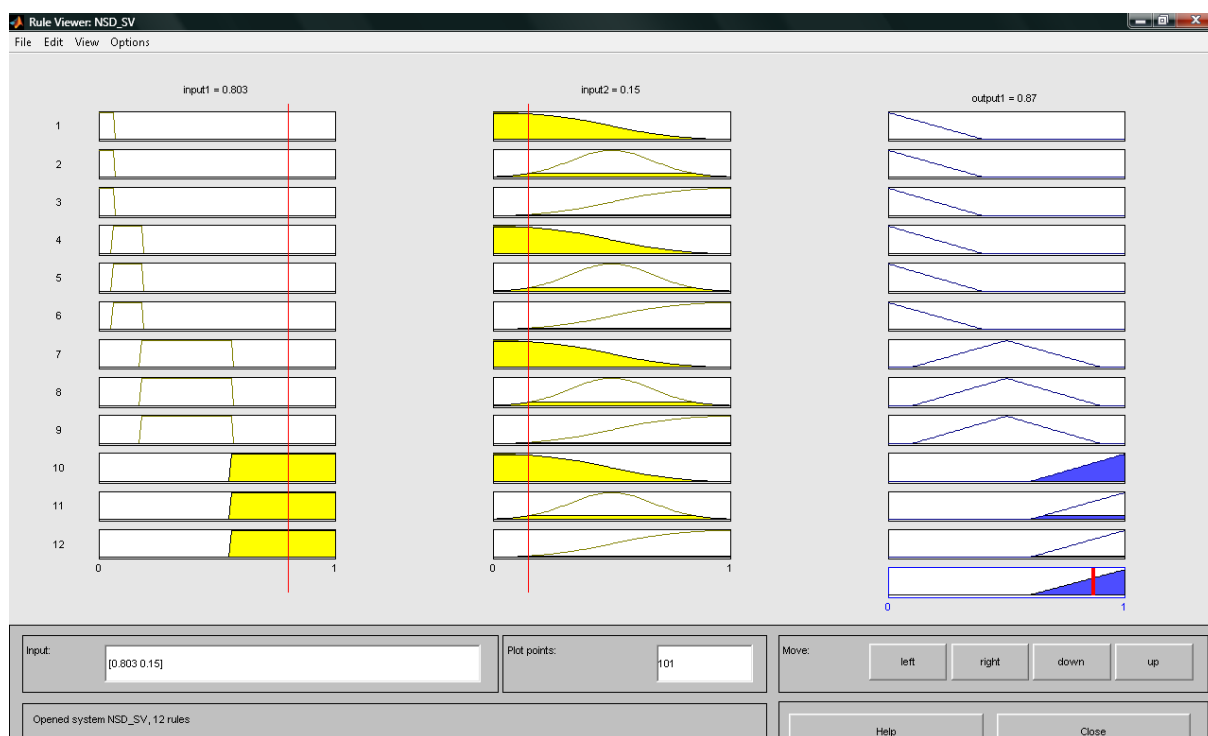 Rule Viewer: NSD_SV
File Edit View Options
input1 = 0.803
input2 = 0.15
output1 = 0.87
1
2
3
4
5
6
7
8
9
10
11
12
0 1
0 1
0 1
Input:
[0.803 0.15]
Plot points:
101
Move:
left
right
down
up
Opened system NSD_SV, 12 rules
Help
Close